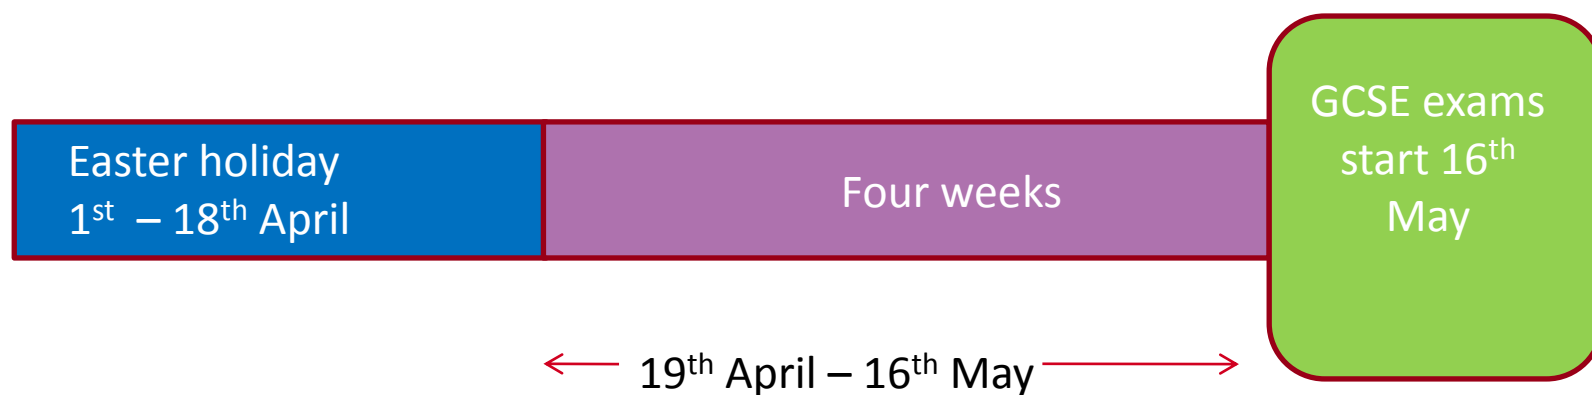 Easter holiday
1st – 18th April
Four weeks
GCSE exams
start 16th
May
19th April – 16th May